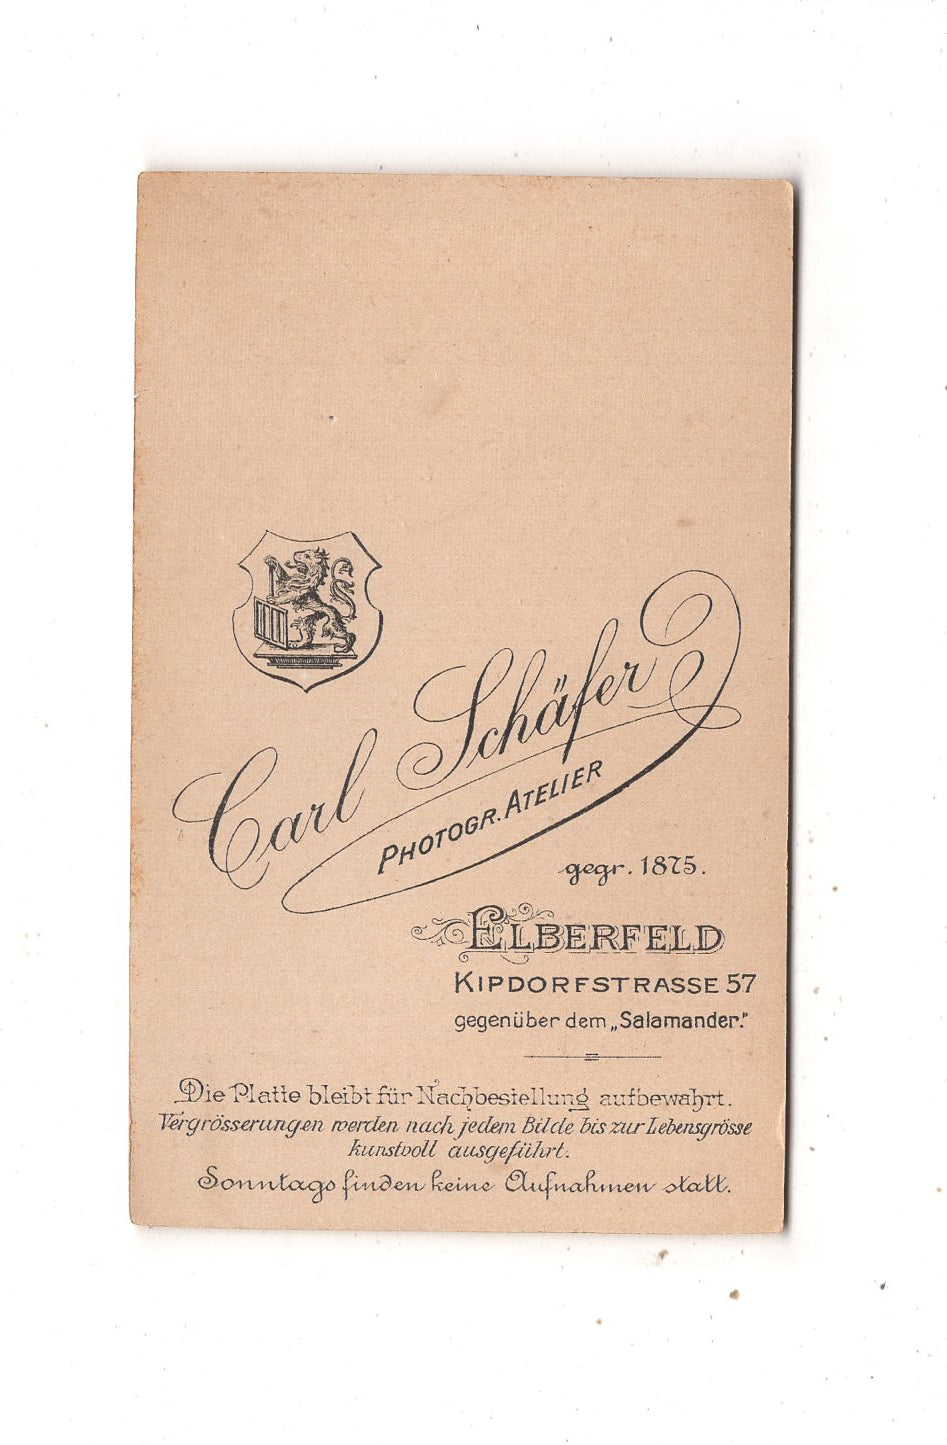 Carl Schäfer
PHOTOGR. ATELIER
gegr. 1875.
ELBERFELD
KIPDORFSTRASSE 57
gegenüber dem „Salamander."
Die Platte bleibt für Nachbestellung aufbewahrt.
Vergrösserungen werden nach jedem Bilde bis zur Lebensgrösse
kunstvoll ausgeführt.
Sonntags finden keine Aufnahmen statt.